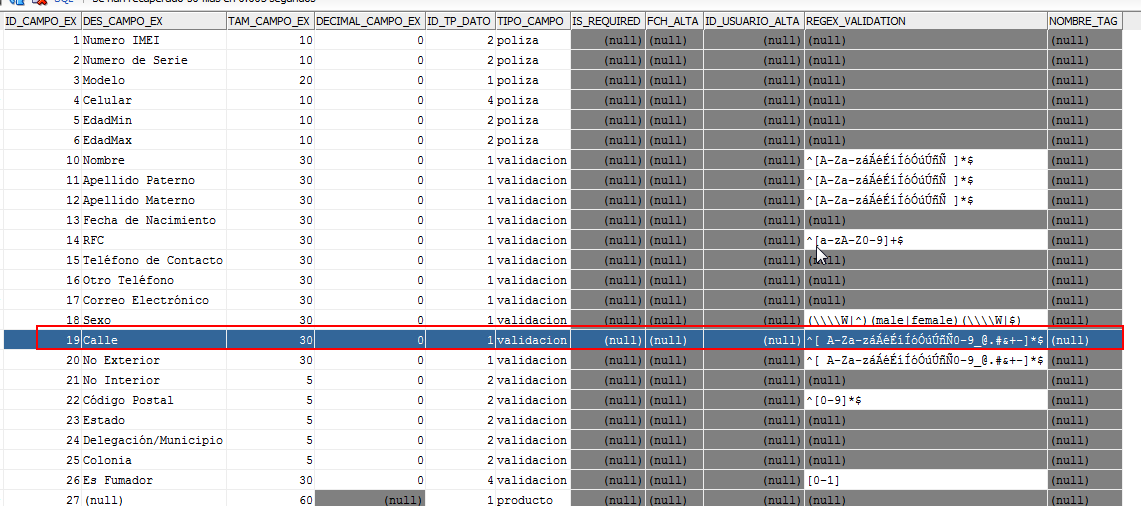 ID_CAMPO_EX DES_CAMPO_EX TAM_CAMPO_EX DECIMAL_CAMPO_EX ID_TP_DATO TIPO_CAMPO IS_REQUIRED FCH_ALTA ID_USUARIO_ALTA REGEX_VALIDATION NOMBRE_TAG
1 Numero IMEI 10 0 2 poliza (null) (null) (null) (null) (null)
2 Numero de Serie 10 0 2 poliza (null) (null) (null) (null) (null)
3 Modelo 20 0 1 poliza (null) (null) (null) (null) (null)
4 Celular 10 0 4 poliza (null) (null) (null) (null) (null)
5 EdadMin 10 0 2 poliza (null) (null) (null) (null) (null)
6 EdadMax 10 0 2 poliza (null) (null) (null) (null) (null)
10 Nombre 30 0 1 validacion (null) (null) (null) ^[A-Za-záÁéÉíÍóÓúÚñÑ ]*$ (null)
11 Apellido Paterno 30 0 1 validacion (null) (null) (null) ^[A-Za-záÁéÉíÍóÓúÚñÑ ]*$ (null)
12 Apellido Materno 30 0 1 validacion (null) (null) (null) ^[A-Za-záÁéÉíÍóÓúÚñÑ ]*$ (null)
13 Fecha de Nacimiento 30 0 1 validacion (null) (null) (null) (null) (null)
14 RFC 30 0 1 validacion (null) (null) (null) ^[a-zA-Z0-9]+$ (null)
15 Teléfono de Contacto 30 0 1 validacion (null) (null) (null) (null) (null)
16 Otro Teléfono 30 0 1 validacion (null) (null) (null) (null) (null)
17 Correo Electrónico 30 0 1 validacion (null) (null) (null) (null) (null)
18 Sexo 30 0 1 validacion (null) (null) (null) (\\\\W|^)(male|female)(\\\\W|$) (null)
19 Calle 30 0 1 validacion (null) (null) (null) ^[ A-Za-záÁéÉíÍóÓúÚñÑ0-9_@.#&+-]*$ (null)
20 No Exterior 30 0 1 validacion (null) (null) (null) ^[ A-Za-záÁéÉíÍóÓúÚñÑ0-9_@.#&+-]*$ (null)
21 No Interior 5 0 2 validacion (null) (null) (null) (null) (null)
22 Código Postal 5 0 2 validacion (null) (null) (null) ^[0-9]*$ (null)
23 Estado 5 0 2 validacion (null) (null) (null) (null) (null)
24 Delegación/Municipio 5 0 2 validacion (null) (null) (null) (null) (null)
25 Colonia 5 0 2 validacion (null) (null) (null) (null) (null)
26 Es Fumador 30 0 4 validacion (null) (null) (null) [0-1] (null)
27 (null) 60 (null) 1 producto (null) (null) (null) (null) (null)